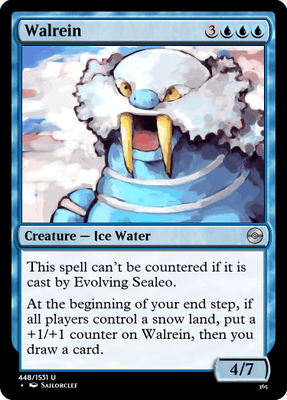 Walrein 3
Creature — Ice Water
This spell can't be countered if it is
cast by Evolving Sealeo.
At the beginning of your end step, if
all players control a snow land, put a
+1/+1 counter on Walrein, then you
draw a card.
4/7
448/1531 U
• Sailorclef
365